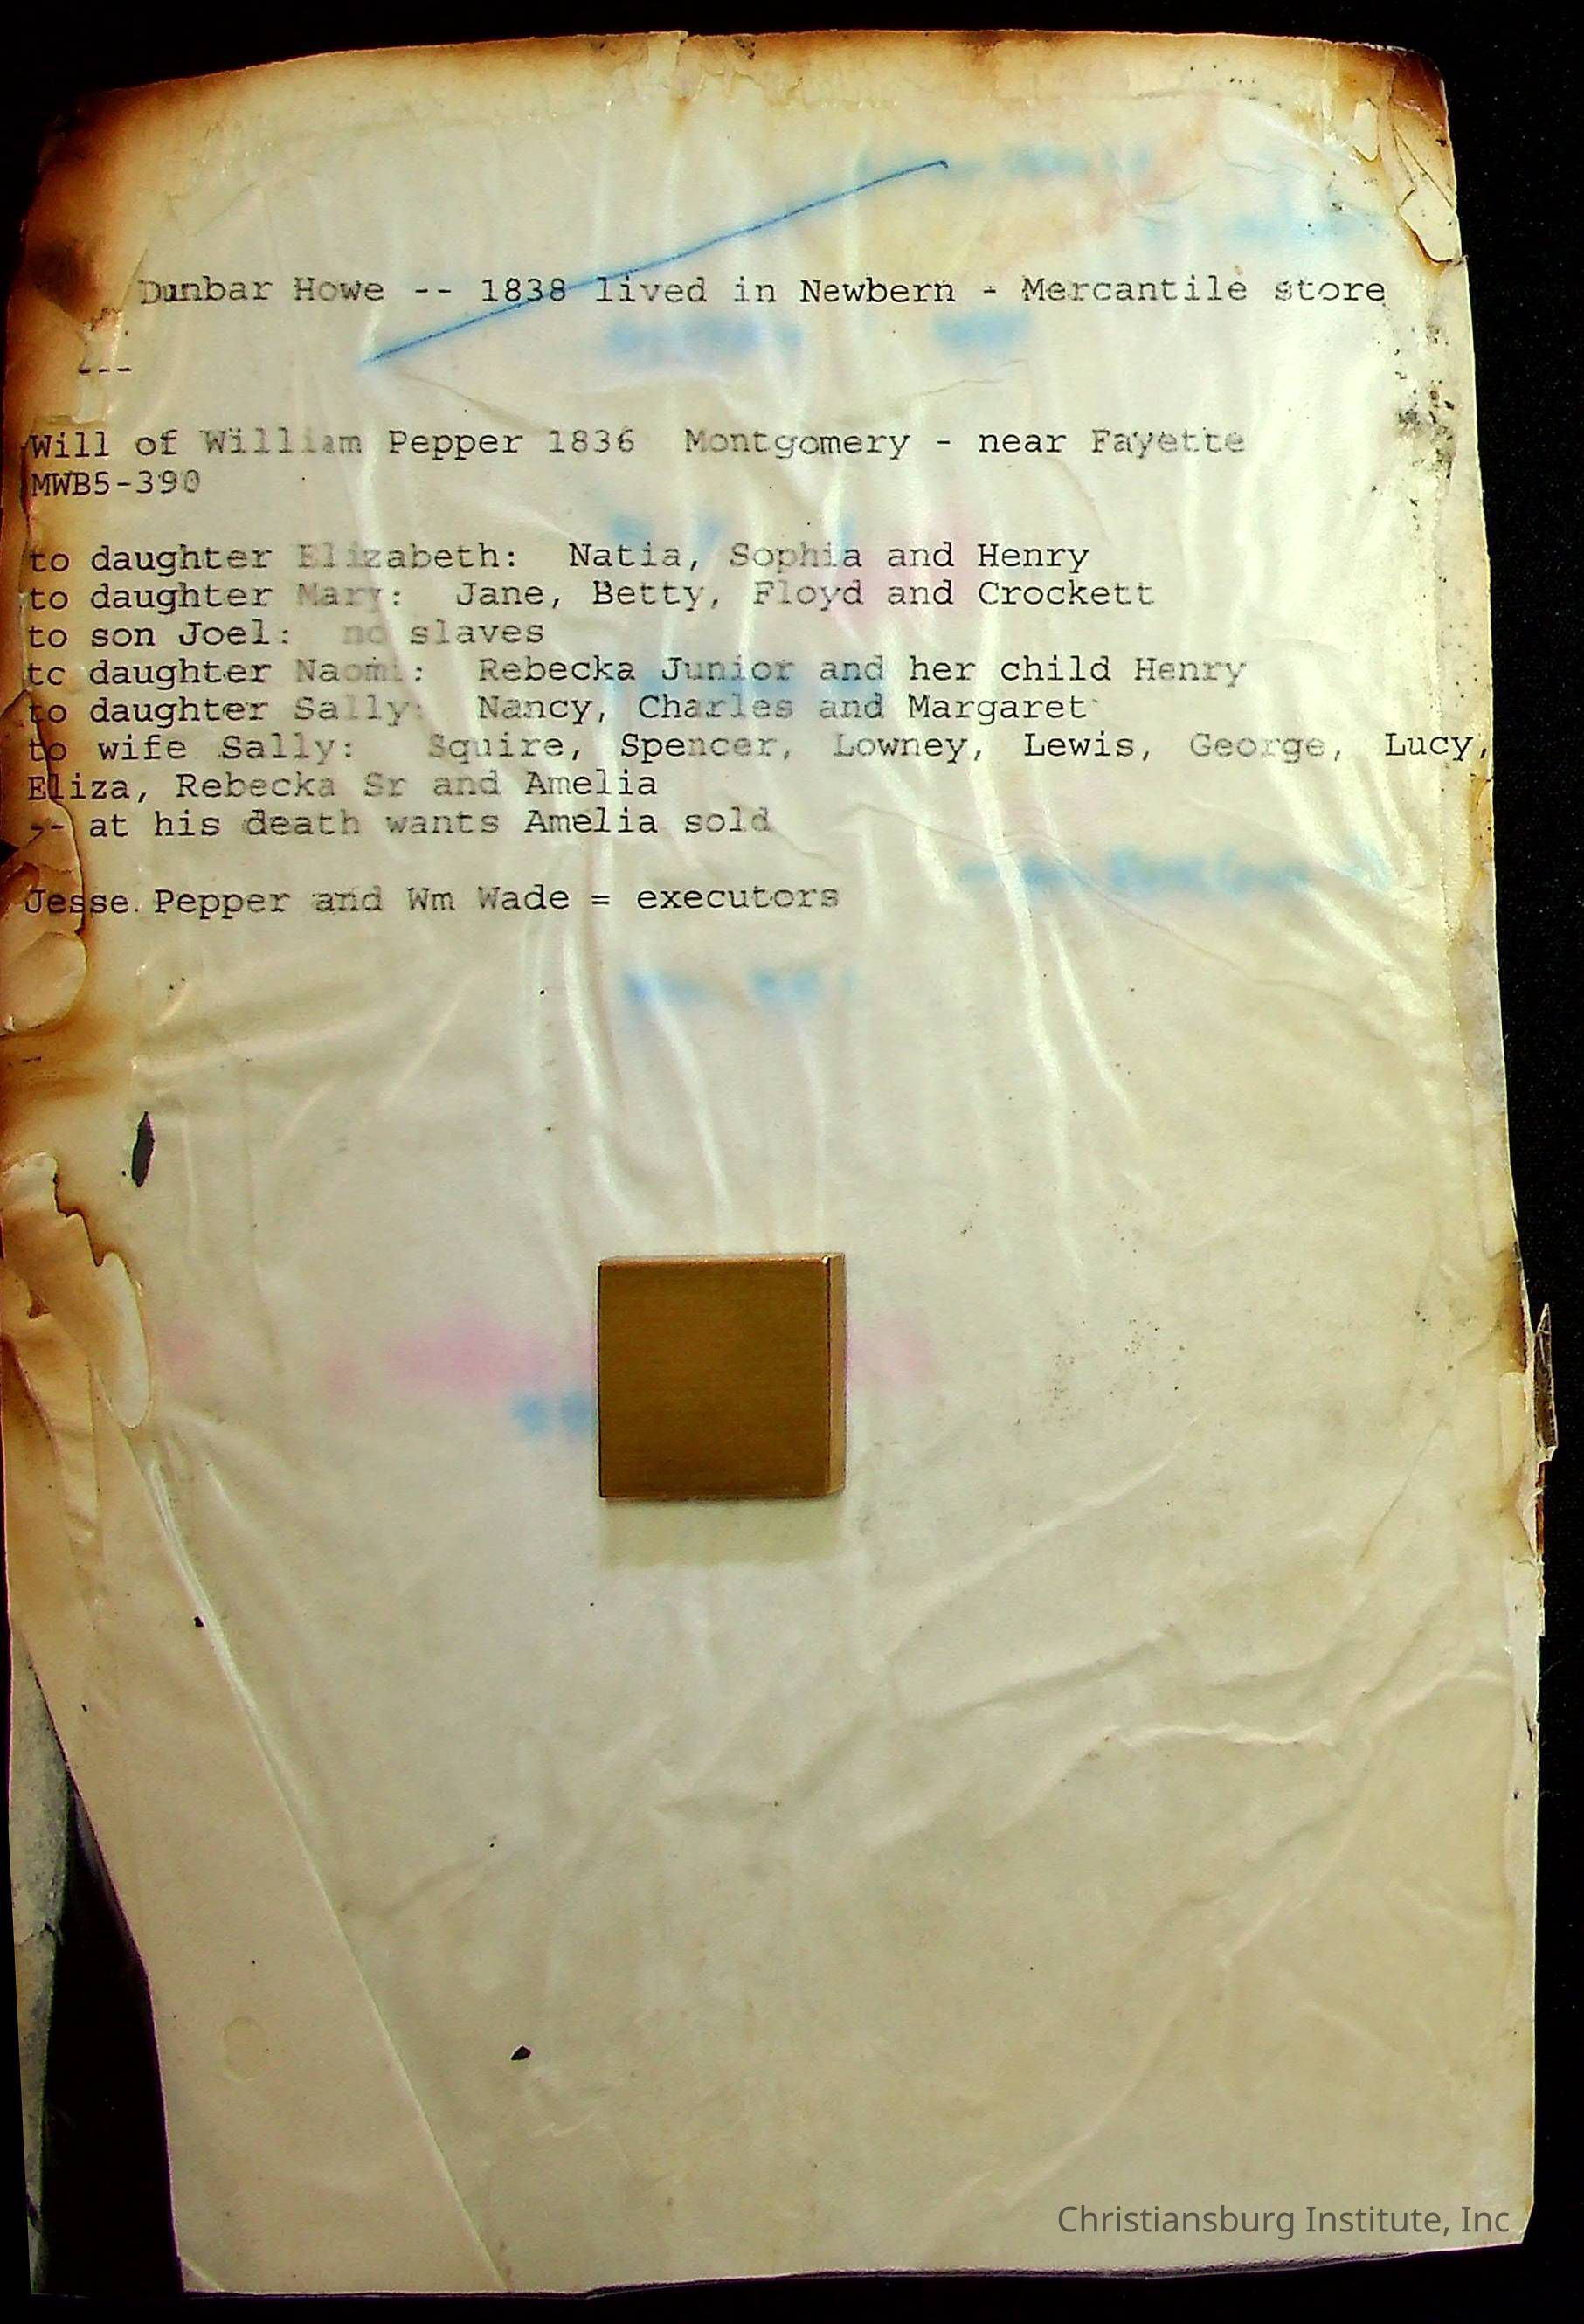 Dunbar Howe -- 1838 lived in Newbern - Mercantile store
---
Will of William Pepper 1836 Montgomery - near Fayette
MWB5-390
to daughter Elizabeth: Natia, Sophia and Henry
to daughter Mary: Jane, Betty, Floyd and Crockett
to son Joel: no slaves
to daughter Naomi: Rebecka Junior and her child Henry
to daughter Sally: Nancy, Charles and Margaret
to wife Sally: Squire, Spencer, Lowney, Lewis, George, Lucy,
Eliza, Rebecka Sr and Amelia
-- at his death wants Amelia sold
Jesse Pepper and Wm Wade = executors
Christiansburg Institute, Inc